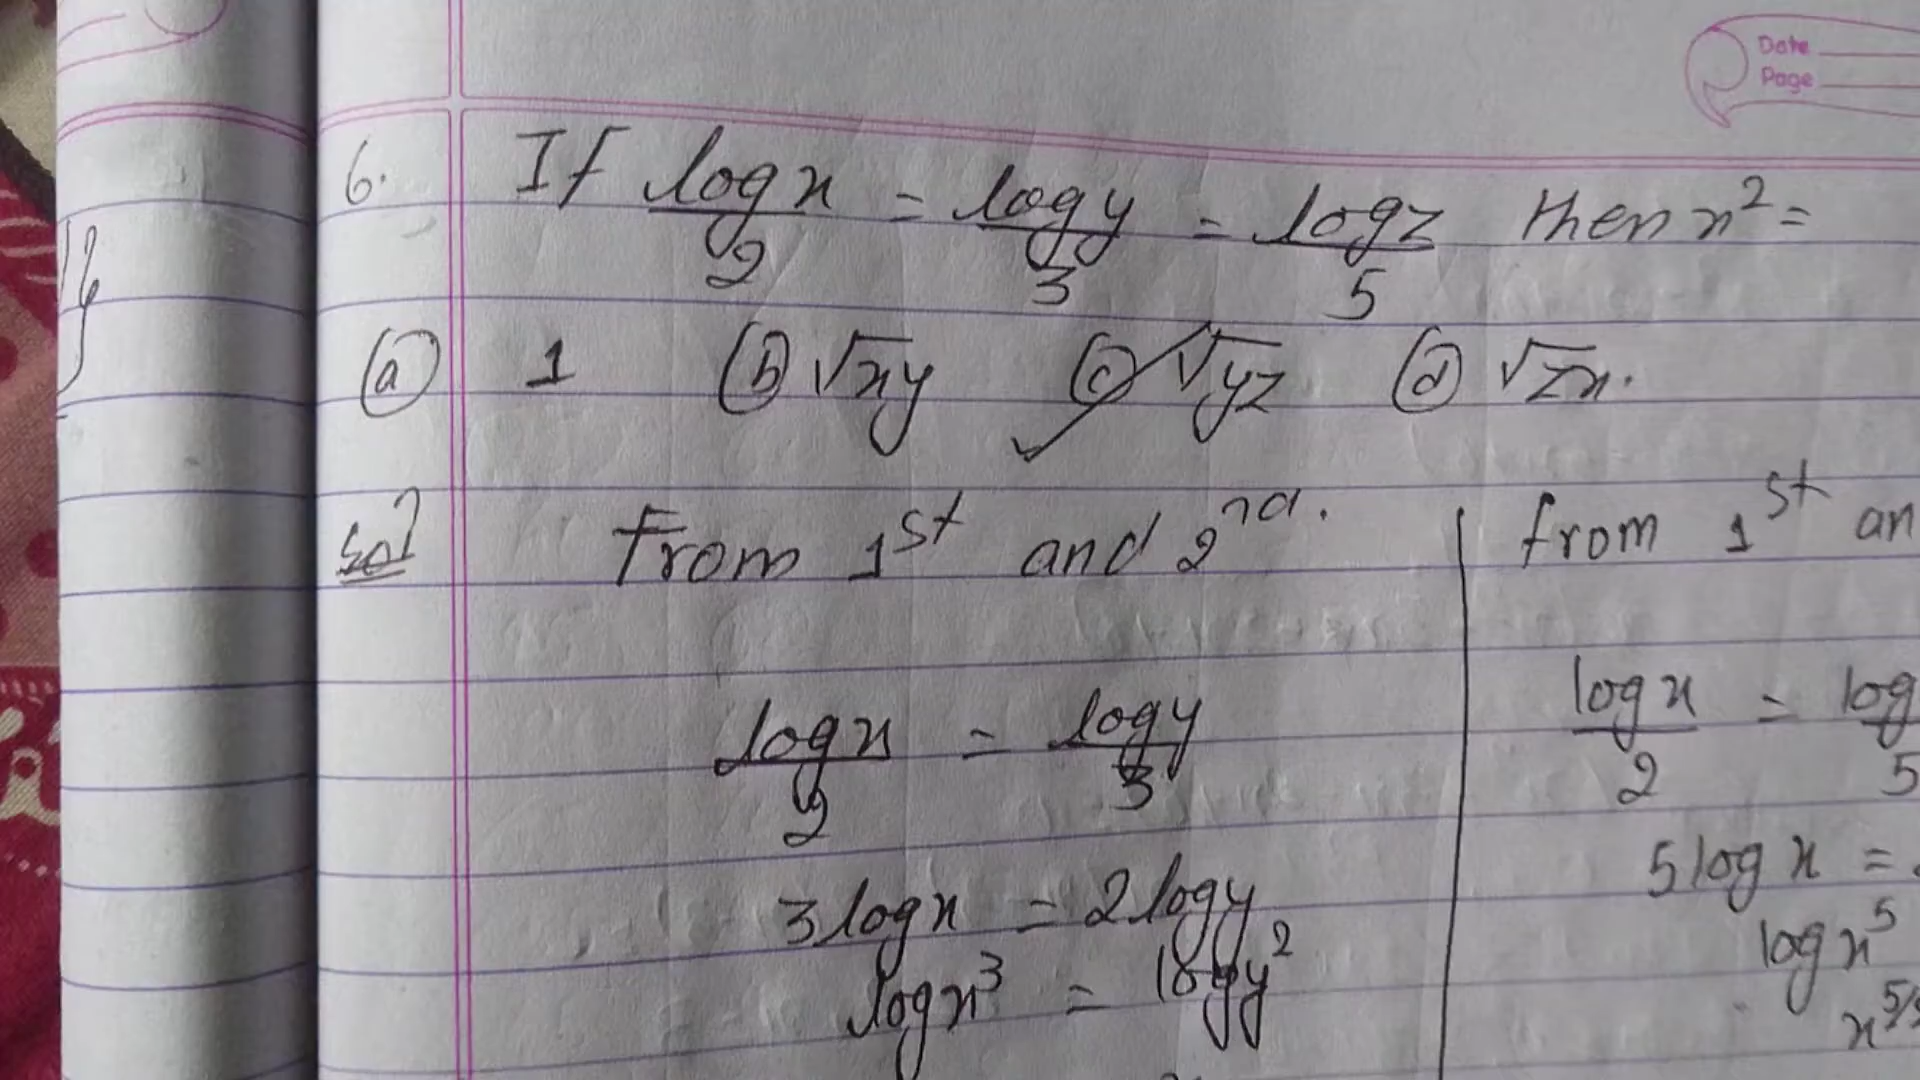 Date
Page
6. If log x/2 = log y/3 = log z/5 then x² =
(a) 1 (b) √xy (c) √yz (d) √zx.
Sol
From 1st and 2nd.
log x/2 = log y/3
3 log x = 2 log y
log x³ = log y²
from 1st an
log x/2 = log/5
5 log x =
log x⁵
x^5/